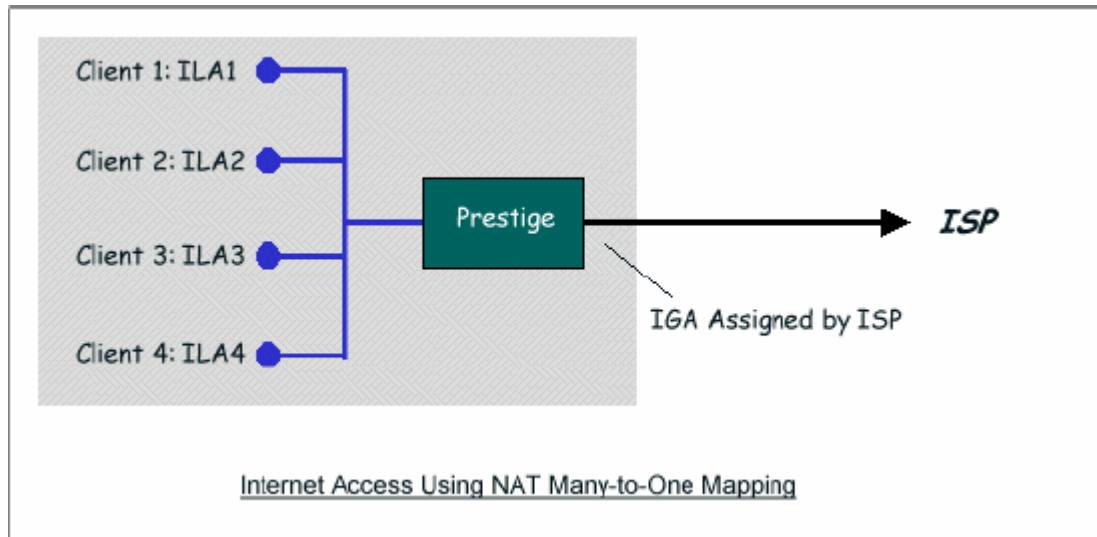 Client 1: ILA1
Client 2: ILA2
Client 3: ILA3
Client 4: ILA4
Prestige
ISP
IGA Assigned by ISP
Internet Access Using NAT Many-to-One Mapping